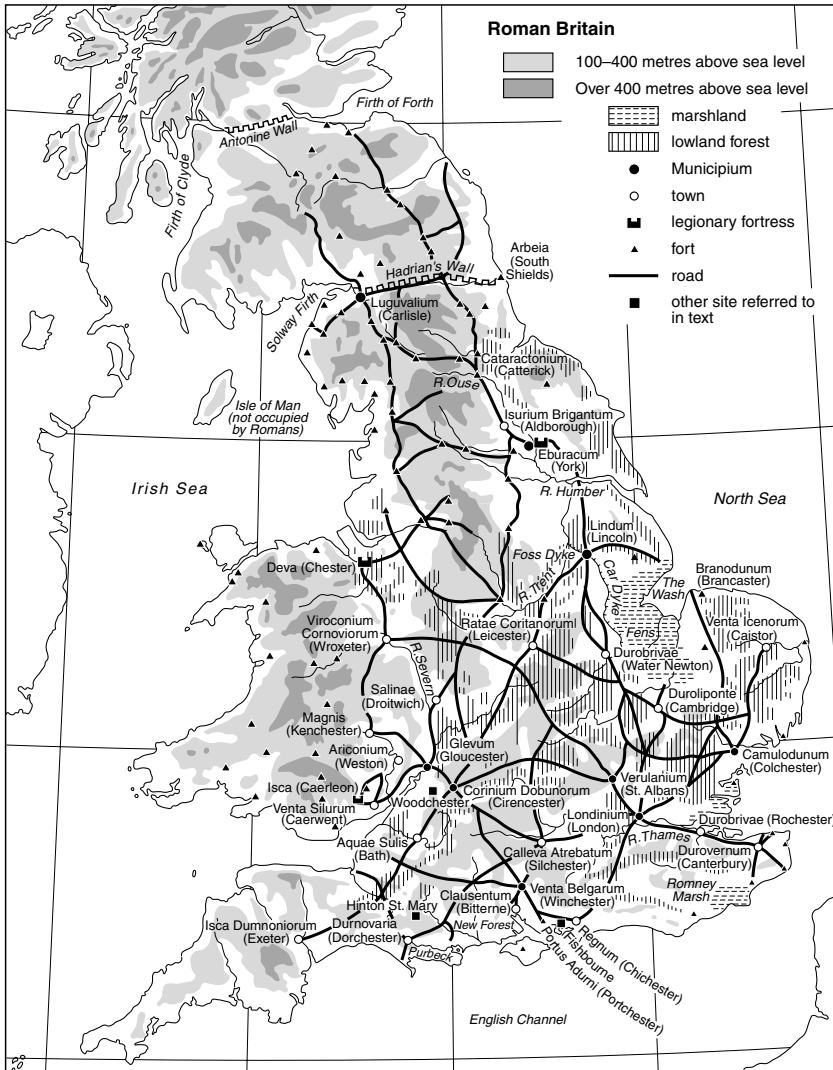 Roman Britain
100–400 metres above sea level
Over 400 metres above sea level
marshland
lowland forest
Municipium
town
legionary fortress
fort
road
other site referred to
in text
Firth of Forth
Antonine Wall
Firth of Clyde
Arbeia
(South
Shields)
Hadrian's Wall
Luguvalium
(Carlisle)
Solway Firth
Cataractonium
(Catterick)
R.Ouse
Isle of Man
(not occupied
by Romans)
Isurium Brigantum
(Aldborough)
Eburacum
(York)
Irish Sea
R. Humber
North Sea
Lindum
(Lincoln)
Foss Dyke
Deva (Chester)
R. Trent
Car Dyke
The
Wash
Branodunum
(Brancaster)
Viroconium
Cornoviorum
(Wroxeter)
Ratae Coritanoruml
(Leicester)
Fens
Venta Icenorum
(Caistor)
R.Severn
Durobrivae
(Water Newton)
Salinae
(Droitwich)
Duroliponte
(Cambridge)
Magnis
(Kenchester)
Ariconium
(Weston)
Glevum
(Gloucester)
Camulodunum
(Colchester)
Isca (Caerleon)
Verulanium
(St. Albans)
Woodchester
Corinium Dobunorum
(Cirencester)
Venta Silurum
(Caerwent)
Londinium
(London)
Durobrivae (Rochester)
R.Thames
Aquae Sulis
(Bath)
Calleva Atrebatum
(Silchester)
Durovernum
(Canterbury)
Romney
Marsh
Hinton St. Mary
Clausentum
(Bitterne)
Venta Belgarum
(Winchester)
Isca Dumnoniorum
(Exeter)
Durnovaria
(Dorchester)
New Forest
Purbeck
Regnum (Chichester)
Fishbourne
Portus Adurni (Portchester)
English Channel